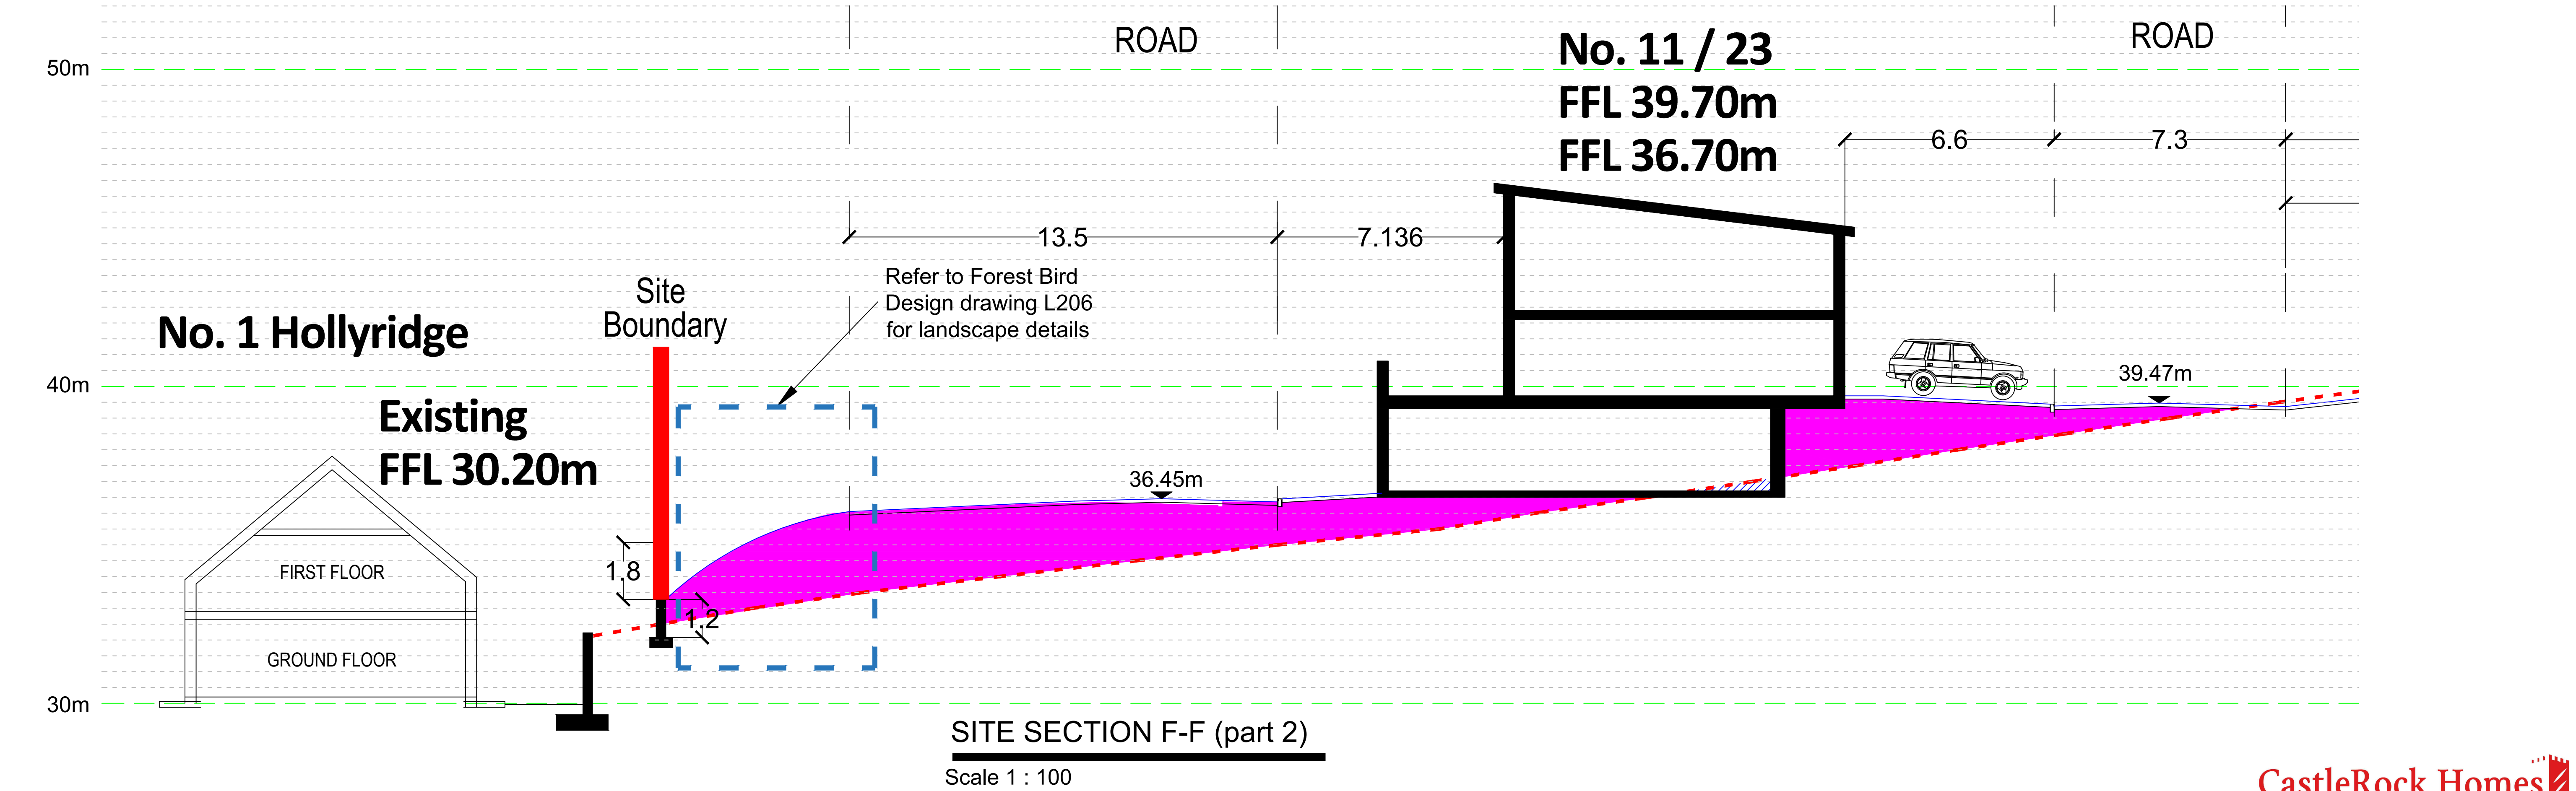 ROAD
ROAD
50m
No. 11 / 23
FFL 39.70m
FFL 36.70m
6.6
7.3
13.5
7.136
Refer to Forest Bird
Design drawing L206
for landscape details
Site
Boundary
No. 1 Hollyridge
40m
39.47m
Existing
FFL 30.20m
36.45m
1.8
FIRST FLOOR
1.2
GROUND FLOOR
30m
SITE SECTION F-F (part 2)
Scale 1 : 100
CastleRock Homes